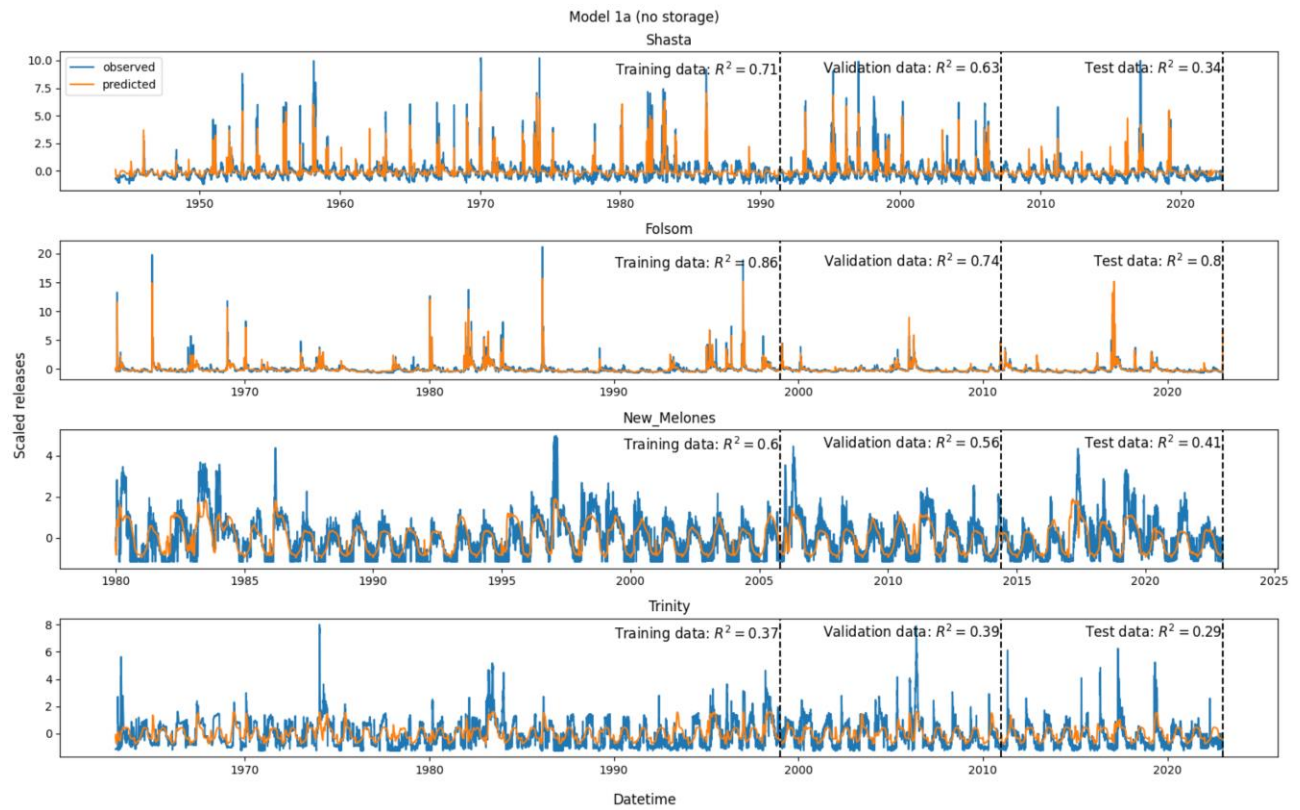 Model 1a (no storage)
Shasta
observed
predicted
Training data: R² = 0.71
Validation data: R² = 0.63
Test data: R² = 0.34
10.0
7.5
5.0
2.5
0.0
1950 1960 1970 1980 1990 2000 2010 2020
Folsom
Training data: R² = 0.86
Validation data: R² = 0.74
Test data: R² = 0.8
20
15
10
5
0
1970 1980 1990 2000 2010 2020
Scaled releases
New_Melones
Training data: R² = 0.6
Validation data: R² = 0.56
Test data: R² = 0.41
4
2
0
1980 1985 1990 1995 2000 2005 2010 2015 2020 2025
Trinity
Training data: R² = 0.37
Validation data: R² = 0.39
Test data: R² = 0.29
8
6
4
2
0
1970 1980 1990 2000 2010 2020
Datetime